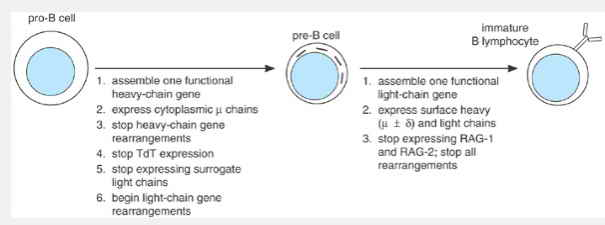 pro-B cell
pre-B cell
immature
B lymphocyte
1. assemble one functional
heavy-chain gene
2. express cytoplasmic μ chains
3. stop heavy-chain gene
rearrangements
4. stop TdT expression
5. stop expressing surrogate
light chains
6. begin light-chain gene
rearrangements
1. assemble one functional
light-chain gene
2. express surface heavy
(μ ± δ) and light chains
3. stop expressing RAG-1
and RAG-2; stop all
rearrangements